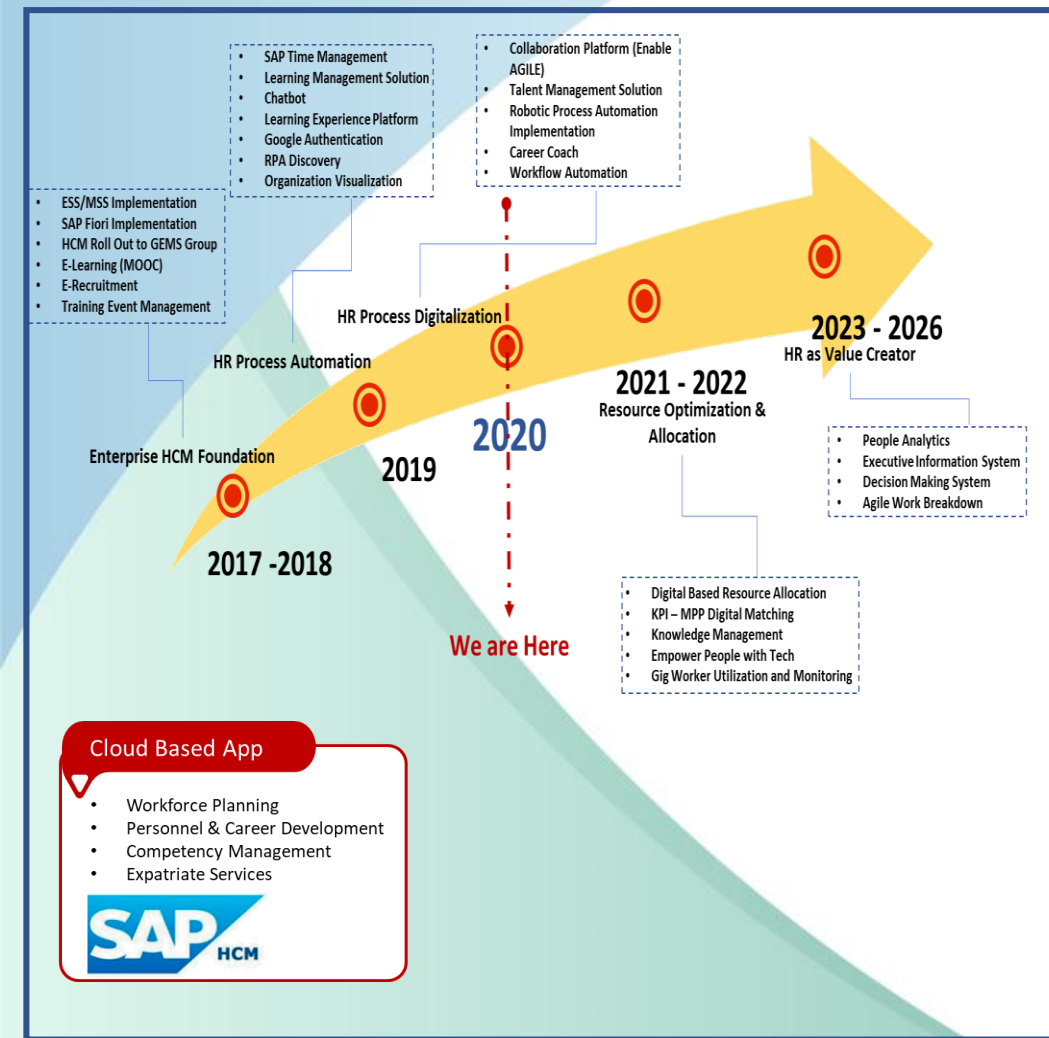 • SAP Time Management
• Learning Management Solution
• Chatbot
• Learning Experience Platform
• Google Authentication
• RPA Discovery
• Organization Visualization
• Collaboration Platform (Enable
AGILE)
• Talent Management Solution
• Robotic Process Automation
Implementation
• Career Coach
• Workflow Automation
• ESS/MSS Implementation
• SAP Fiori Implementation
• HCM Roll Out to GEMS Group
• E-Learning (MOOC)
• E-Recruitment
• Training Event Management
HR Process Digitalization
2023 - 2026
HR as Value Creator
HR Process Automation
2021 - 2022
Resource Optimization &
Allocation
2020
Enterprise HCM Foundation
2019
• People Analytics
• Executive Information System
• Decision Making System
• Agile Work Breakdown
2017 -2018
• Digital Based Resource Allocation
• KPI – MPP Digital Matching
• Knowledge Management
• Empower People with Tech
• Gig Worker Utilization and Monitoring
We are Here
Cloud Based App
• Workforce Planning
• Personnel & Career Development
• Competency Management
• Expatriate Services
SAP HCM